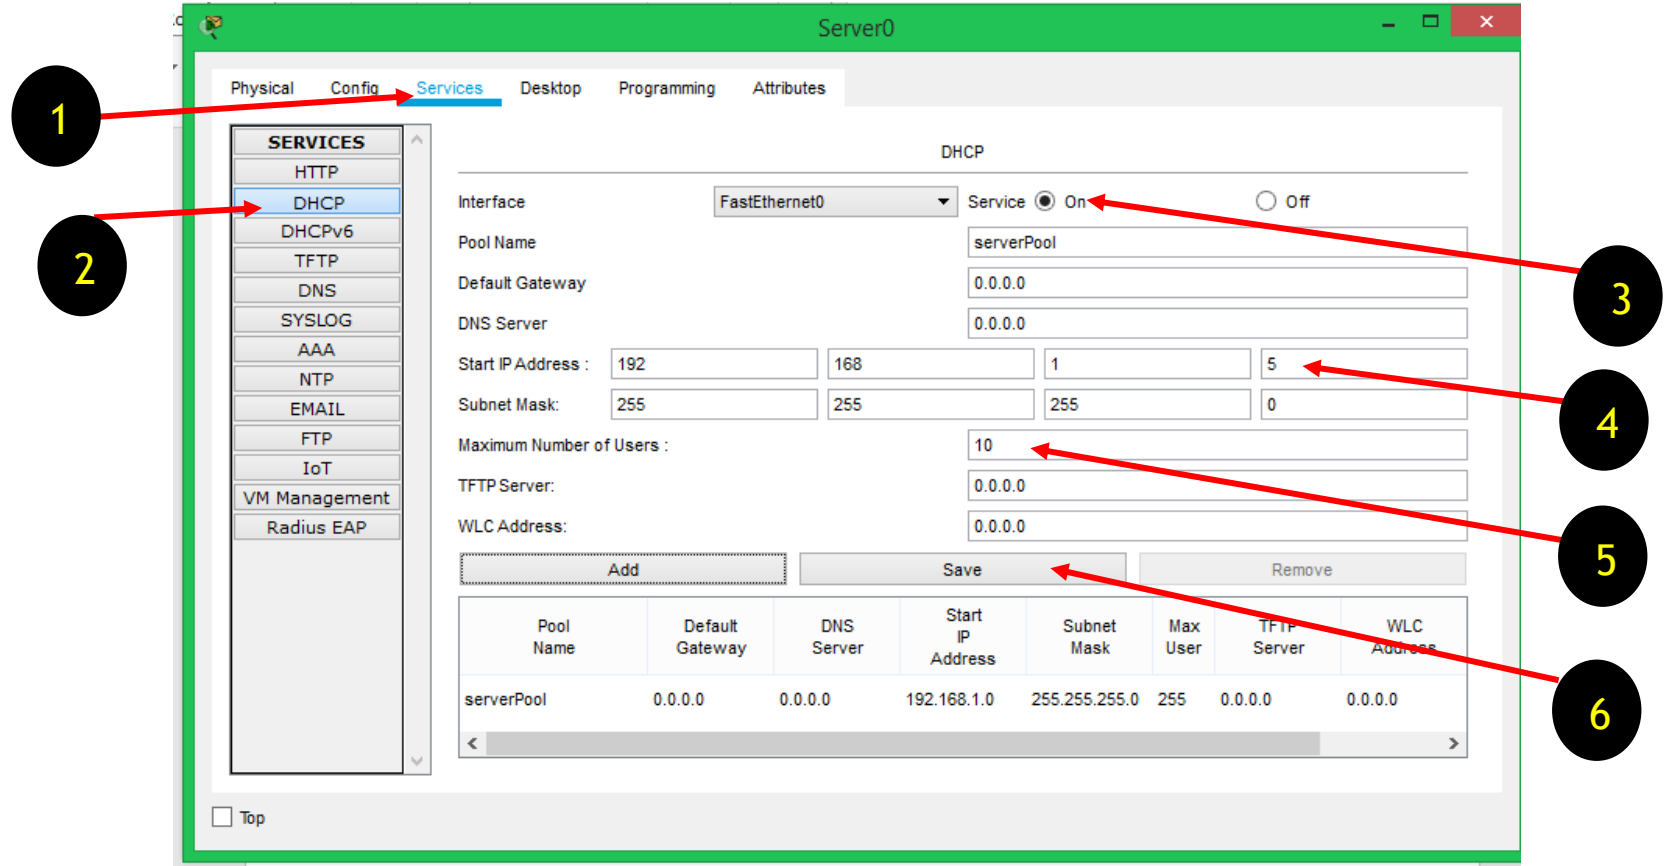 Server0
Physical Config Services Desktop Programming Attributes
1
SERVICES
HTTP
DHCP
DHCPv6
TFTP
DNS
SYSLOG
AAA
NTP
EMAIL
FTP
IoT
VM Management
Radius EAP
2
DHCP
Interface FastEthernet0 Service On Off
Pool Name serverPool
Default Gateway 0.0.0.0
DNS Server 0.0.0.0
Start IP Address : 192 168 1 5
Subnet Mask: 255 255 255 0
Maximum Number of Users : 10
TFTP Server: 0.0.0.0
WLC Address: 0.0.0.0
Add Save Remove
Pool Name Default Gateway DNS Server Start IP Address Subnet Mask Max User TFTP Server WLC Address
serverPool 0.0.0.0 0.0.0.0 192.168.1.0 255.255.255.0 255 0.0.0.0 0.0.0.0
3
4
5
6
Top